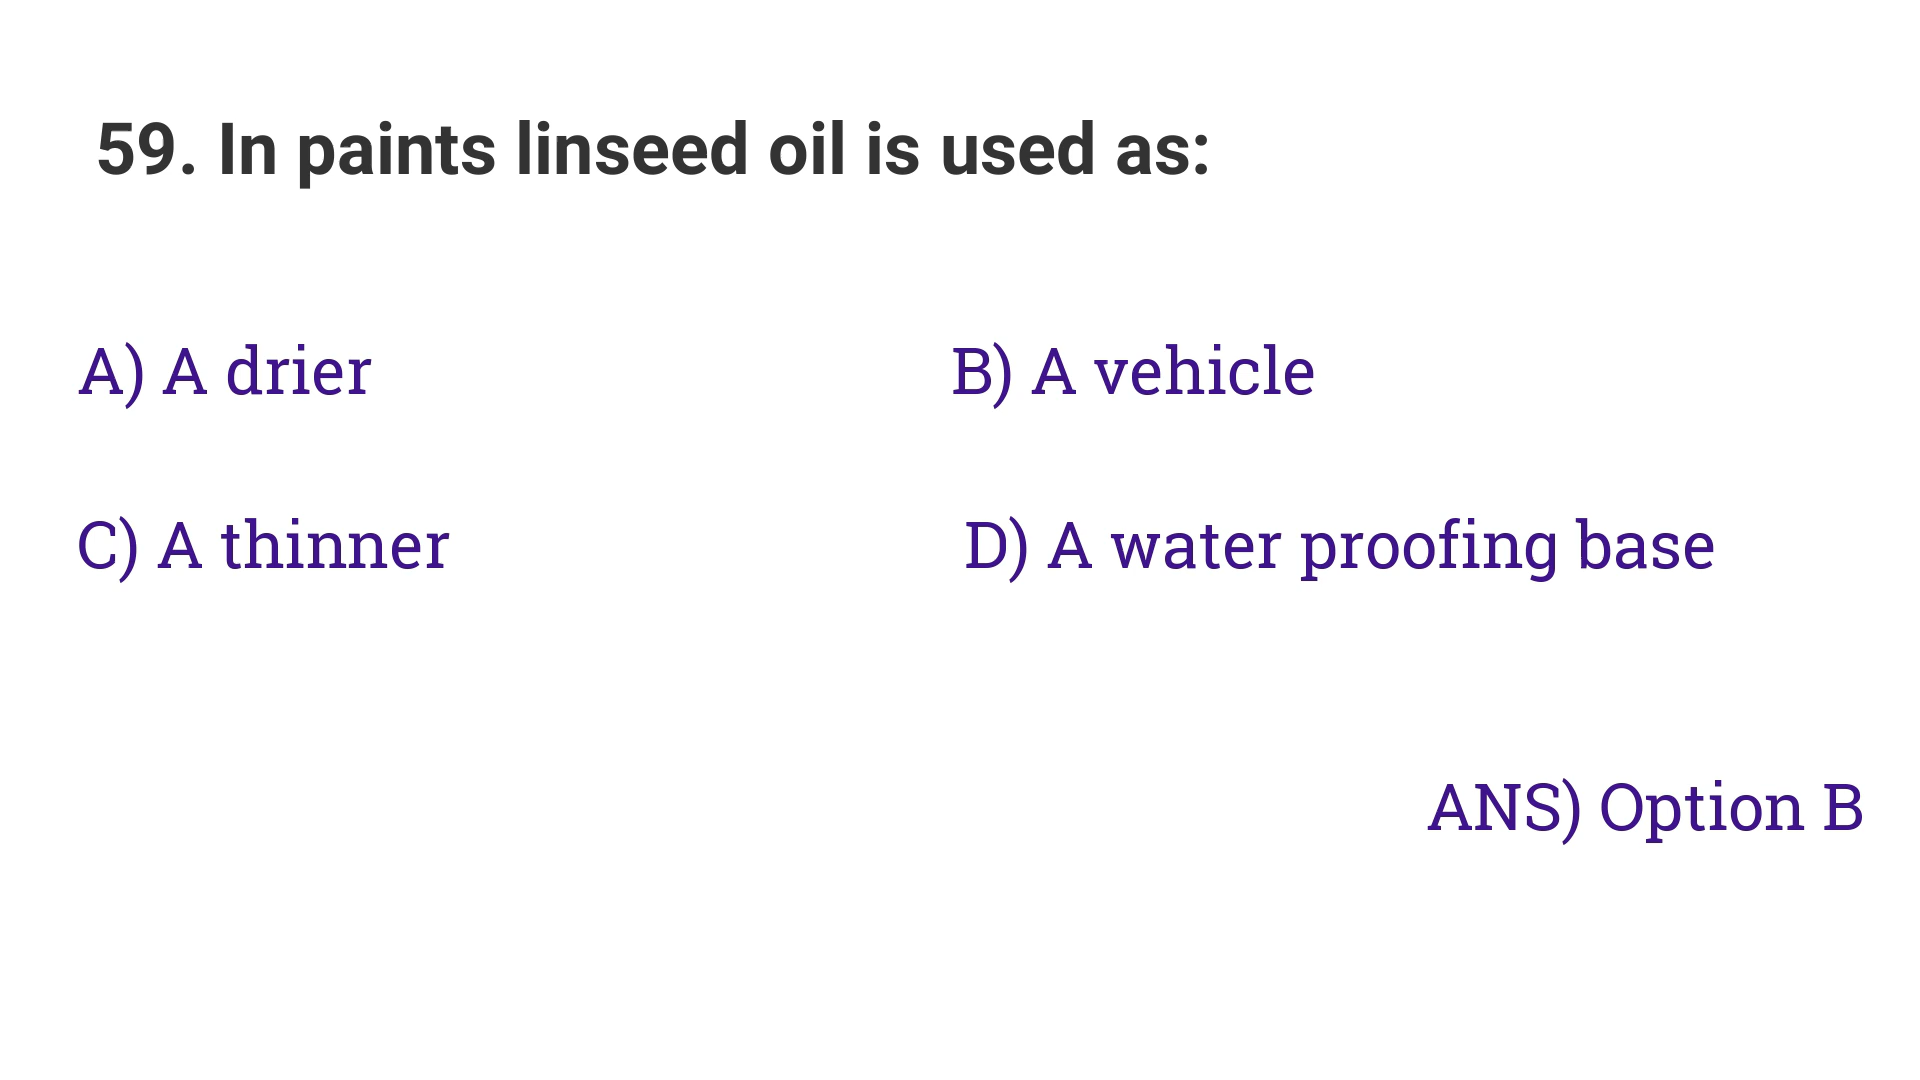 59. In paints linseed oil is used as:
A) A drier
B) A vehicle
C) A thinner
D) A water proofing base
ANS) Option B